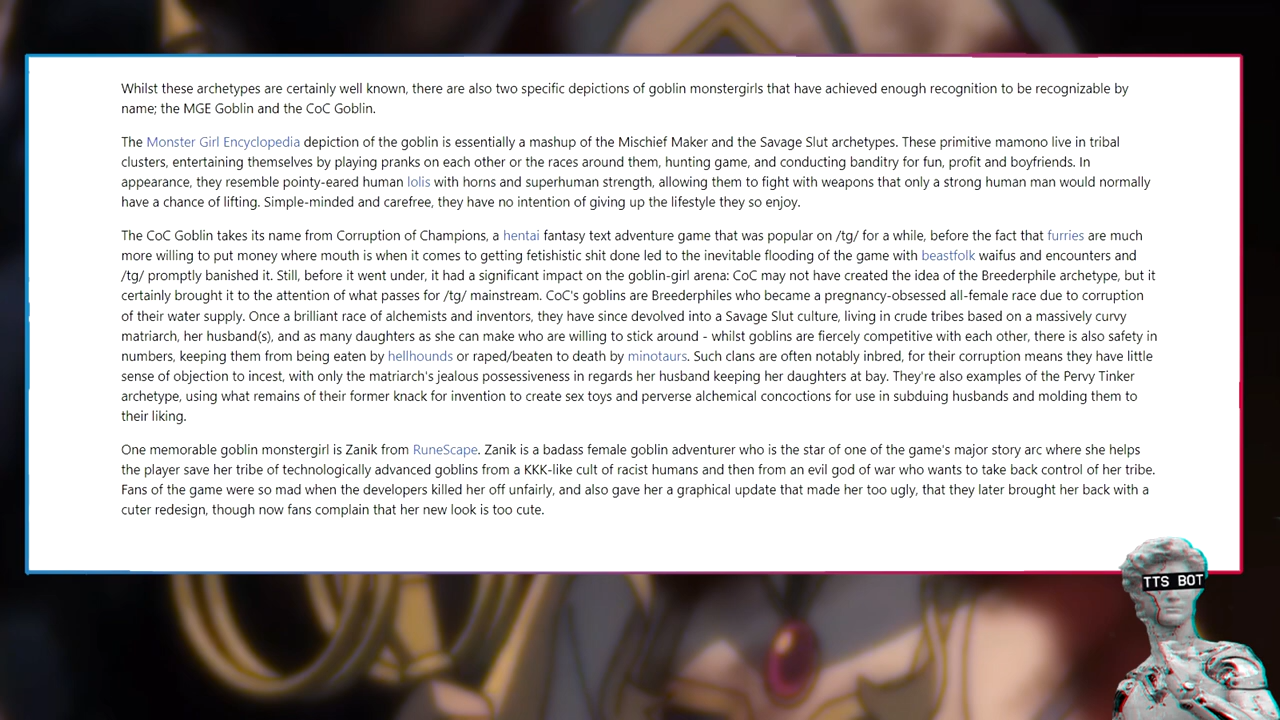 Whilst these archetypes are certainly well known, there are also two specific depictions of goblin monstergirls that have achieved enough recognition to be recognizable by
name; the MGE Goblin and the CoC Goblin.
The Monster Girl Encyclopedia depiction of the goblin is essentially a mashup of the Mischief Maker and the Savage Slut archetypes. These primitive mamono live in tribal
clusters, entertaining themselves by playing pranks on each other or the races around them, hunting game, and conducting banditry for fun, profit and boyfriends. In
appearance, they resemble pointy-eared human lolis with horns and superhuman strength, allowing them to fight with weapons that only a strong human man would normally
have a chance of lifting. Simple-minded and carefree, they have no intention of giving up the lifestyle they so enjoy.
The CoC Goblin takes its name from Corruption of Champions, a hentai fantasy text adventure game that was popular on /tg/ for a while, before the fact that furries are much
more willing to put money where mouth is when it comes to getting fetishistic shit done led to the inevitable flooding of the game with beastfolk waifus and encounters and
/tg/ promptly banished it. Still, before it went under, it had a significant impact on the goblin-girl arena: CoC may not have created the idea of the Breederphile archetype, but it
certainly brought it to the attention of what passes for /tg/ mainstream. CoC's goblins are Breederphiles who became a pregnancy-obsessed all-female race due to corruption
of their water supply. Once a brilliant race of alchemists and inventors, they have since devolved into a Savage Slut culture, living in crude tribes based on a massively curvy
matriarch, her husband(s), and as many daughters as she can make who are willing to stick around - whilst goblins are fiercely competitive with each other, there is also safety in
numbers, keeping them from being eaten by hellhounds or raped/beaten to death by minotaurs. Such clans are often notably inbred, for their corruption means they have little
sense of objection to incest, with only the matriarch's jealous possessiveness in regards her husband keeping her daughters at bay. They're also examples of the Pervy Tinker
archetype, using what remains of their former knack for invention to create sex toys and perverse alchemical concoctions for use in subduing husbands and molding them to
their liking.
One memorable goblin monstergirl is Zanik from RuneScape. Zanik is a badass female goblin adventurer who is the star of one of the game's major story arc where she helps
the player save her tribe of technologically advanced goblins from a KKK-like cult of racist humans and then from an evil god of war who wants to take back control of her tribe.
Fans of the game were so mad when the developers killed her off unfairly, and also gave her a graphical update that made her too ugly, that they later brought her back with a
cuter redesign, though now fans complain that her new look is too cute.
TTS BOT